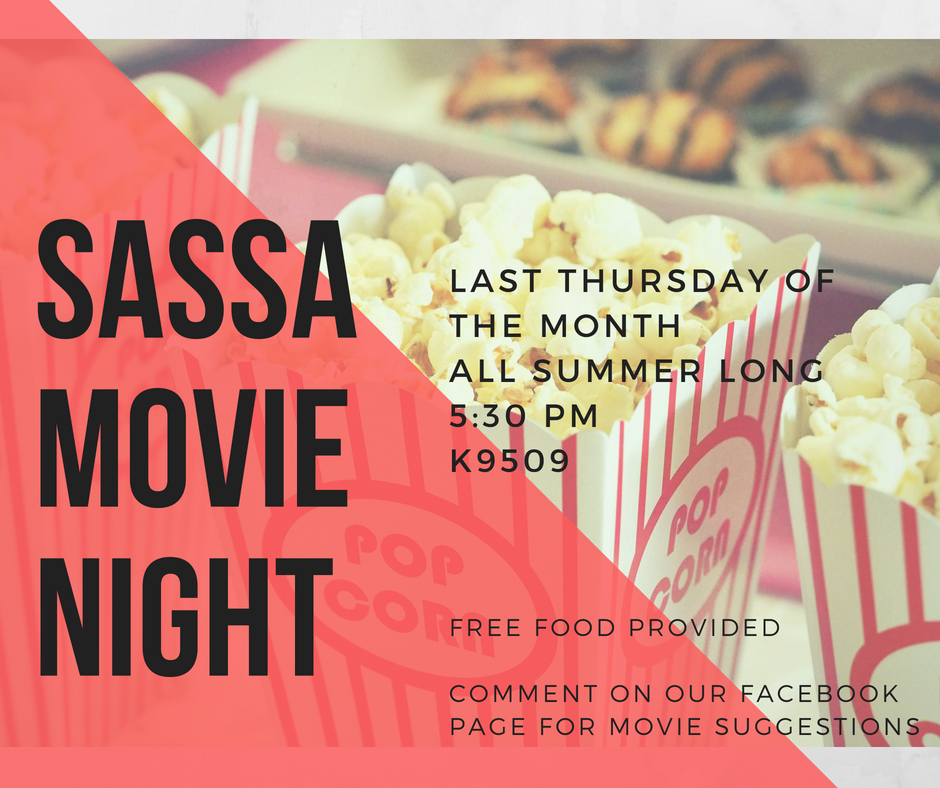 SASSA
MOVIE
NIGHT
LAST THURSDAY OF
THE MONTH
ALL SUMMER LONG
5:30 PM
K9509
FREE FOOD PROVIDED
COMMENT ON OUR FACEBOOK
PAGE FOR MOVIE SUGGESTIONS
POP
CORN
POP
CORN